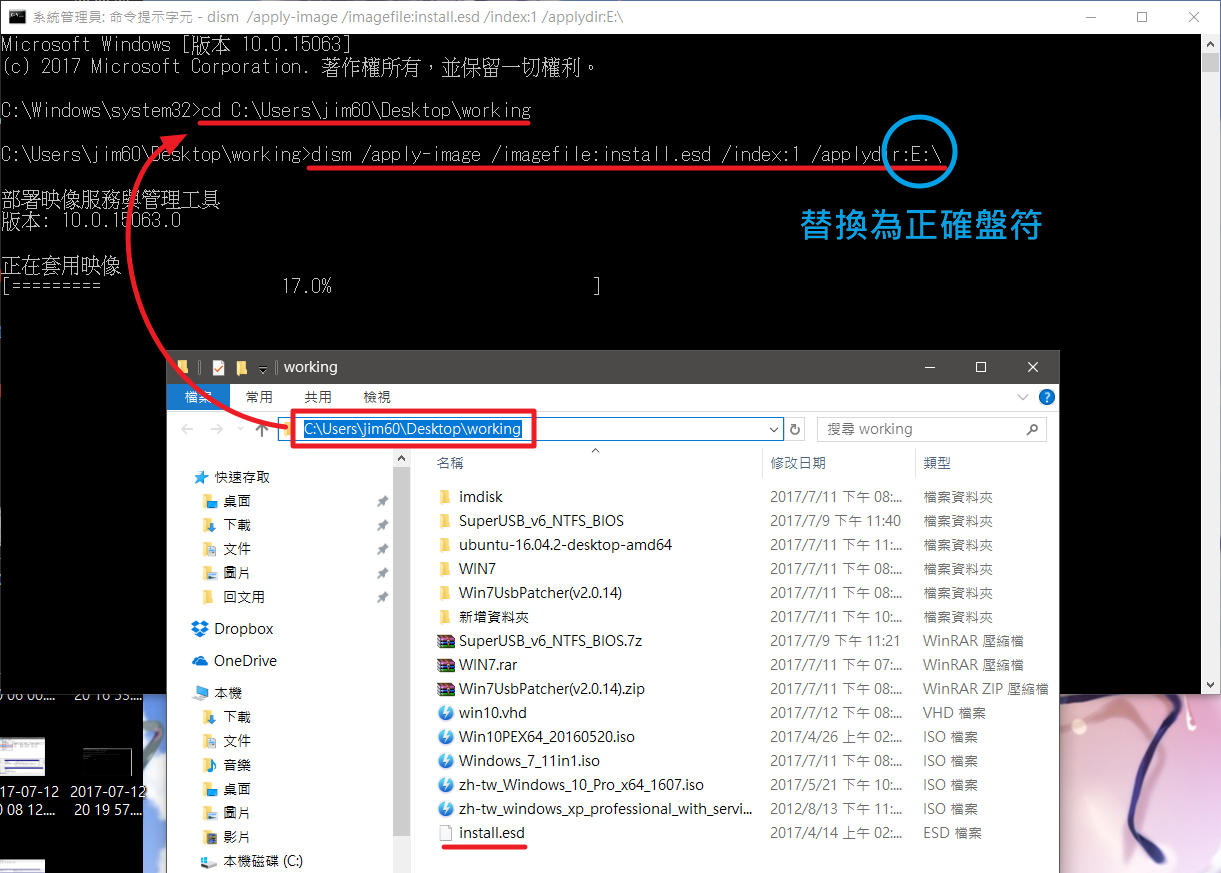 系統管理員: 命令提示字元 - dism  /apply-image /imagefile:install.esd /index:1 /applydir:E:\
Microsoft Windows [版本 10.0.15063]
(c) 2017 Microsoft Corporation. 著作權所有，並保留一切權利。
C:\Windows\system32>cd C:\Users\jim60\Desktop\working
C:\Users\jim60\Desktop\working>dism /apply-image /imagefile:install.esd /index:1 /applydir:E:\
部署映像服務與管理工具
版本: 10.0.15063.0
替換為正確盤符
正在套用映像
[========= 17.0% ]
working
檔案 常用 共用 檢視
C:\Users\jim60\Desktop\working 搜尋 working
名稱 修改日期 類型
快速存取
桌面
下載
文件
圖片
回文用
Dropbox
OneDrive
本機
下載
文件
音樂
桌面
圖片
影片
本機磁碟 (C:)
imdisk 2017/7/11 下午 08:... 檔案資料夾
SuperUSB_v6_NTFS_BIOS 2017/7/9 下午 11:40 檔案資料夾
ubuntu-16.04.2-desktop-amd64 2017/7/11 下午 11:... 檔案資料夾
WIN7 2017/7/11 下午 08:... 檔案資料夾
Win7UsbPatcher(v2.0.14) 2017/7/11 下午 08:... 檔案資料夾
新增資料夾 2017/7/11 下午 10:... 檔案資料夾
SuperUSB_v6_NTFS_BIOS.7z 2017/7/9 下午 11:21 WinRAR 壓縮檔
WIN7.rar 2017/7/11 下午 07:... WinRAR 壓縮檔
Win7UsbPatcher(v2.0.14).zip 2017/7/11 下午 08:... WinRAR ZIP 壓縮檔
win10.vhd 2017/7/12 下午 08:... VHD 檔案
Win10PEX64_20160520.iso 2017/4/26 上午 02:... ISO 檔案
Windows_7_11in1.iso 2017/7/11 下午 08:... ISO 檔案
zh-tw_Windows_10_Pro_x64_1607.iso 2017/5/21 下午 10:... ISO 檔案
zh-tw_windows_xp_professional_with_servi... 2012/8/13 下午 11:... ISO 檔案
install.esd 2017/4/14 上午 02:... ESD 檔案
17-07-12 2017-07-12
08 12.... 20 19 57....